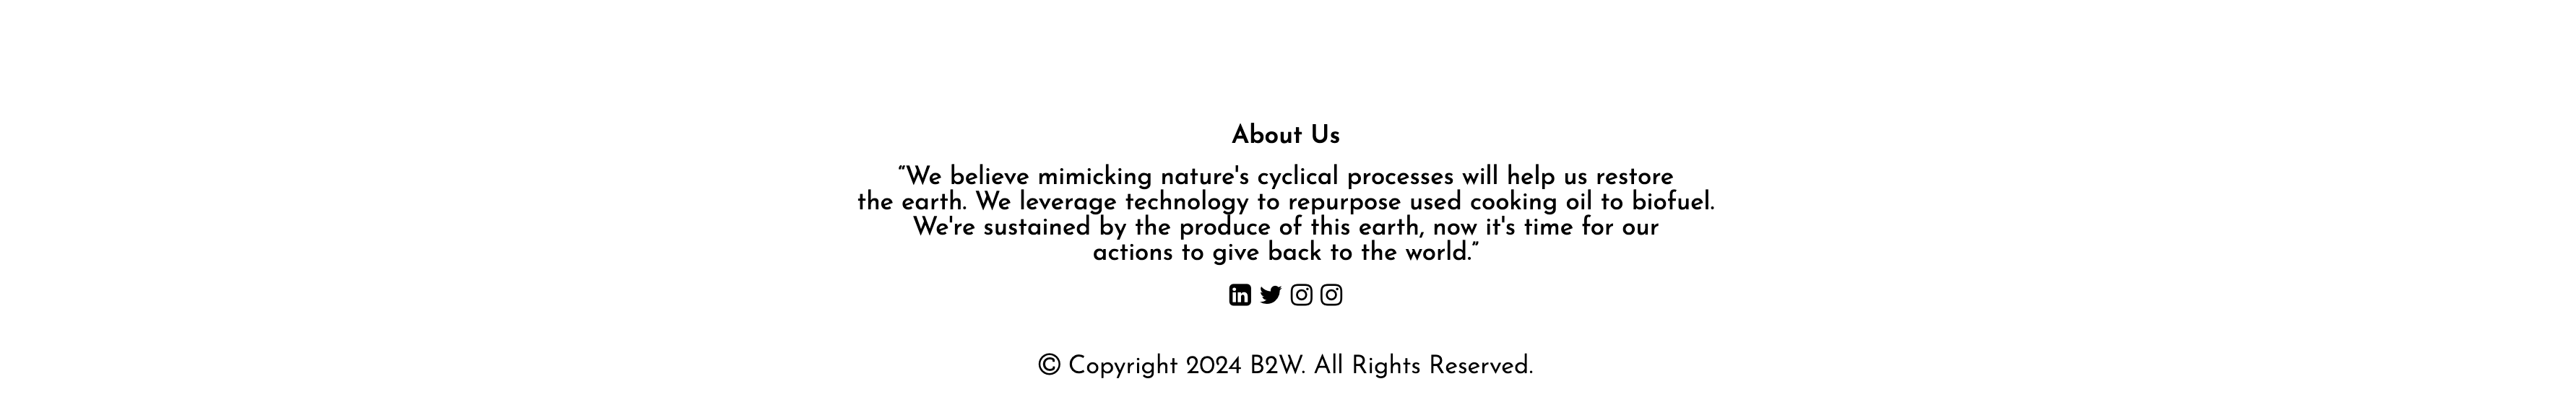 About Us
“We believe mimicking nature's cyclical processes will help us restore
the earth. We leverage technology to repurpose used cooking oil to biofuel.
We're sustained by the produce of this earth, now it's time for our
actions to give back to the world.”
© Copyright 2024 B2W. All Rights Reserved.